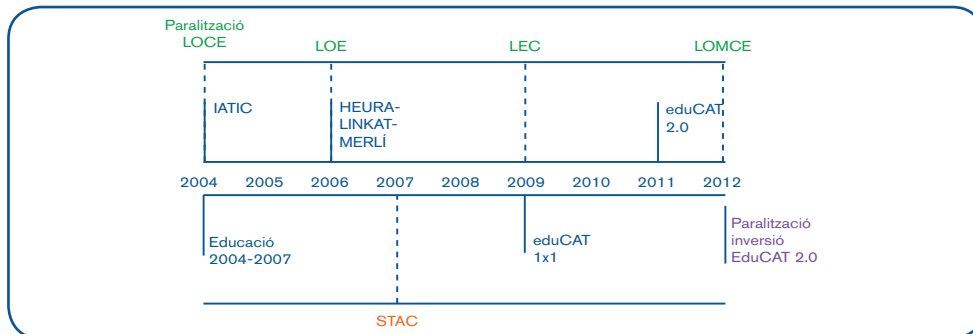 Paralització
LOCE
LOE
LEC
LOMCE
IATIC
HEURA-
LINKAT-
MERLÍ
eduCAT
2.0
2004 2005 2006 2007 2008 2009 2010 2011 2012
Educació
2004-2007
eduCAT
1x1
Paralització
inversió
EduCAT 2.0
STAC